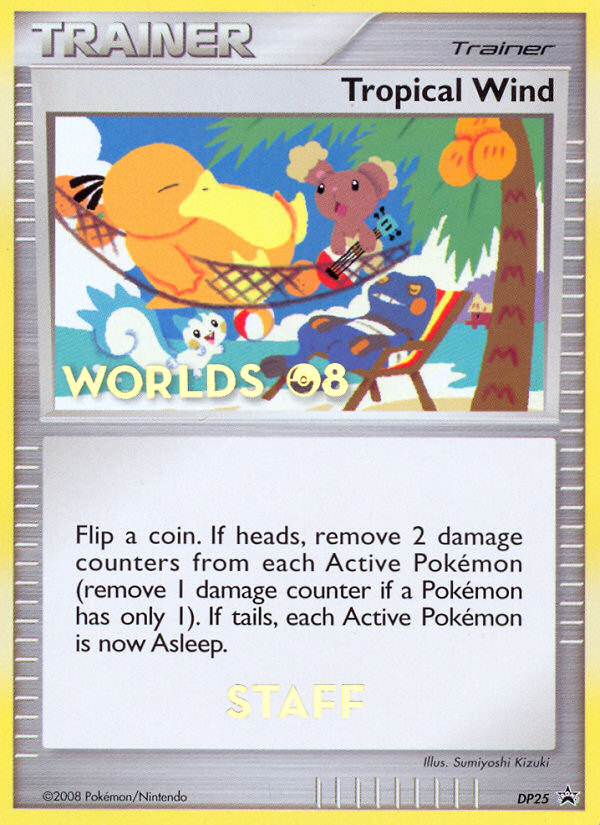 TRAINER
Trainer
Tropical Wind
WORLDS 08
Flip a coin. If heads, remove 2 damage
counters from each Active Pokémon
(remove 1 damage counter if a Pokémon
has only 1). If tails, each Active Pokémon
is now Asleep.
STAFF
Illus. Sumiyoshi Kizuki
©2008 Pokémon/Nintendo
DP25
PROMO